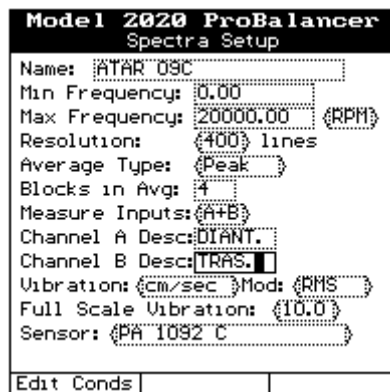 Model 2020 ProBalancer
Spectra Setup
Name: ATAR 09C
Min Frequency: 0.00
Max Frequency: 20000.00 {RPM}
Resolution: {400} lines
Average Type: {Peak }
Blocks in Avg: 4
Measure Inputs:{A+B}
Channel A Desc:DIANT.
Channel B Desc:TRAS.
Vibration:{cm/sec }Mod:{RMS }
Full Scale Vibration: {10.0}
Sensor: {PA 1092 C }
Edit Conds